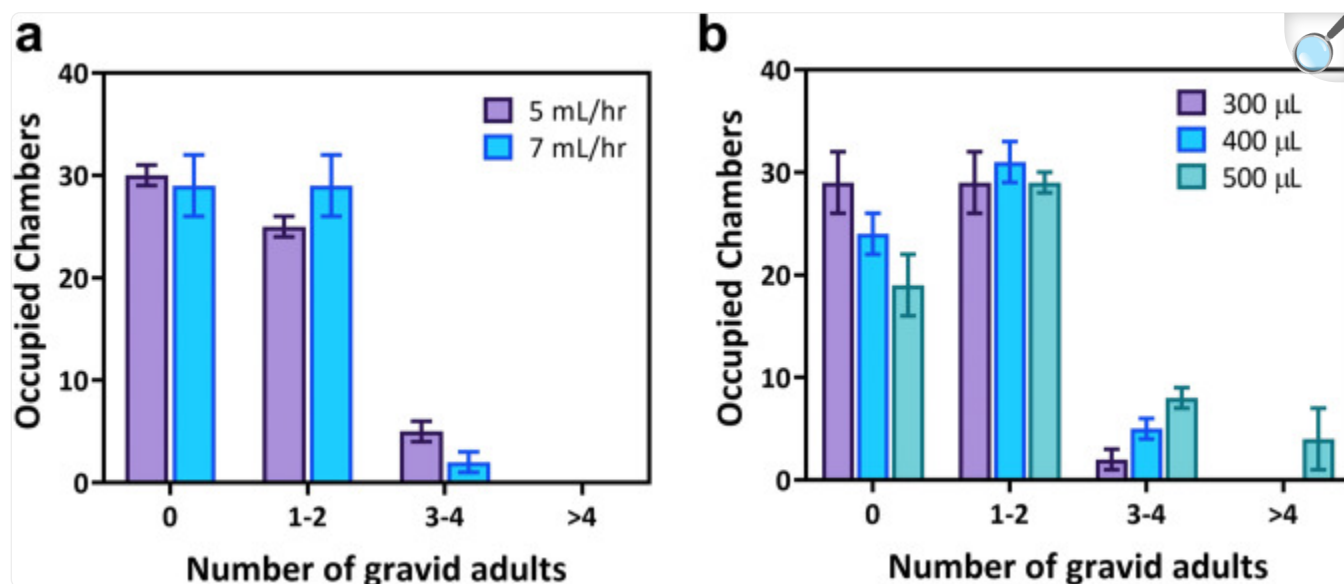 a
40
30
20
10
0
Occupied Chambers
5 mL/hr
7 mL/hr
0 1-2 3-4 >4
Number of gravid adults
b
40
30
20
10
0
Occupied Chambers
300 μL
400 μL
500 μL
0 1-2 3-4 >4
Number of gravid adults